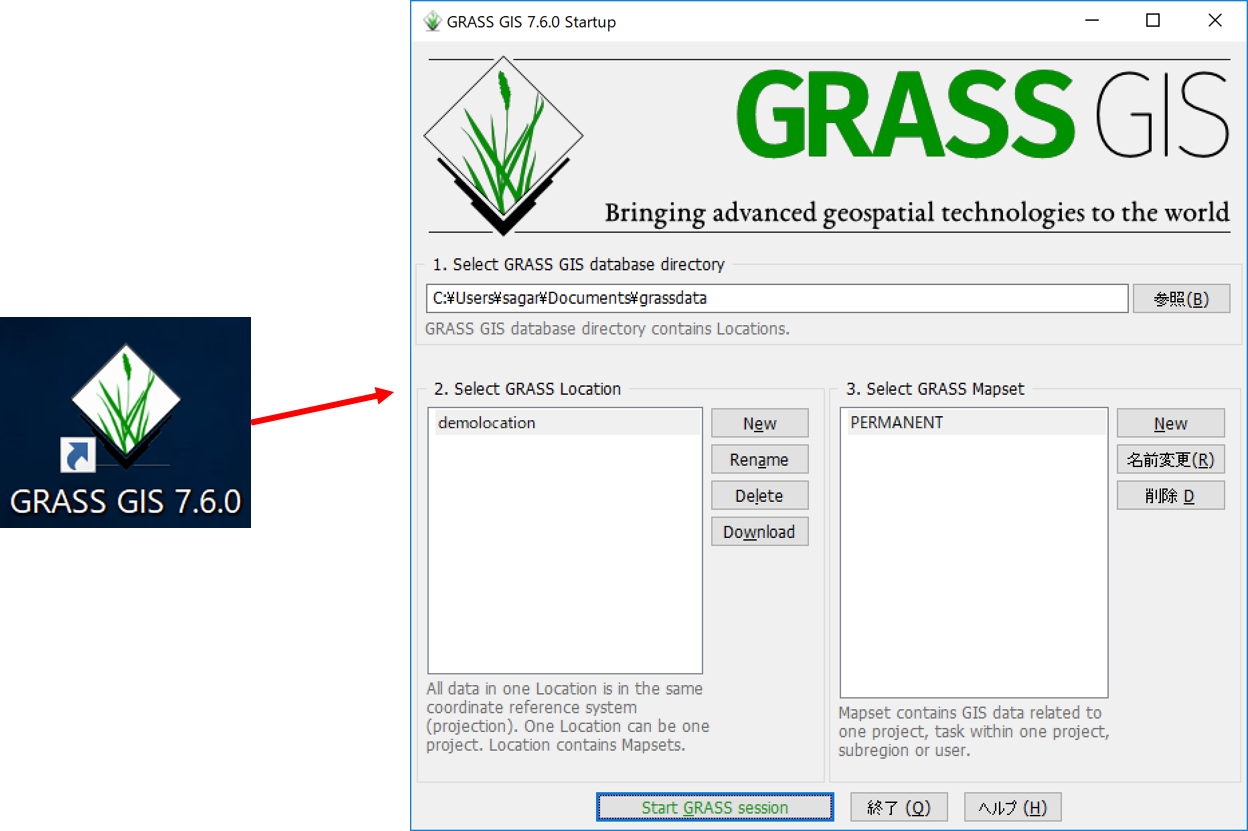 GRASS GIS 7.6.0
GRASS GIS 7.6.0 Startup
GRASS GIS
Bringing advanced geospatial technologies to the world
1. Select GRASS GIS database directory
C:¥Users¥sagar¥Documents¥grassdata
参照(B)
GRASS GIS database directory contains Locations.
2. Select GRASS Location
demolocation
New
Rename
Delete
Download
All data in one Location is in the same
coordinate reference system
(projection). One Location can be one
project. Location contains Mapsets.
3. Select GRASS Mapset
PERMANENT
New
名前変更(R)
削除 D
Mapset contains GIS data related to
one project, task within one project,
subregion or user.
Start GRASS session
終了 (Q)
ヘルプ (H)